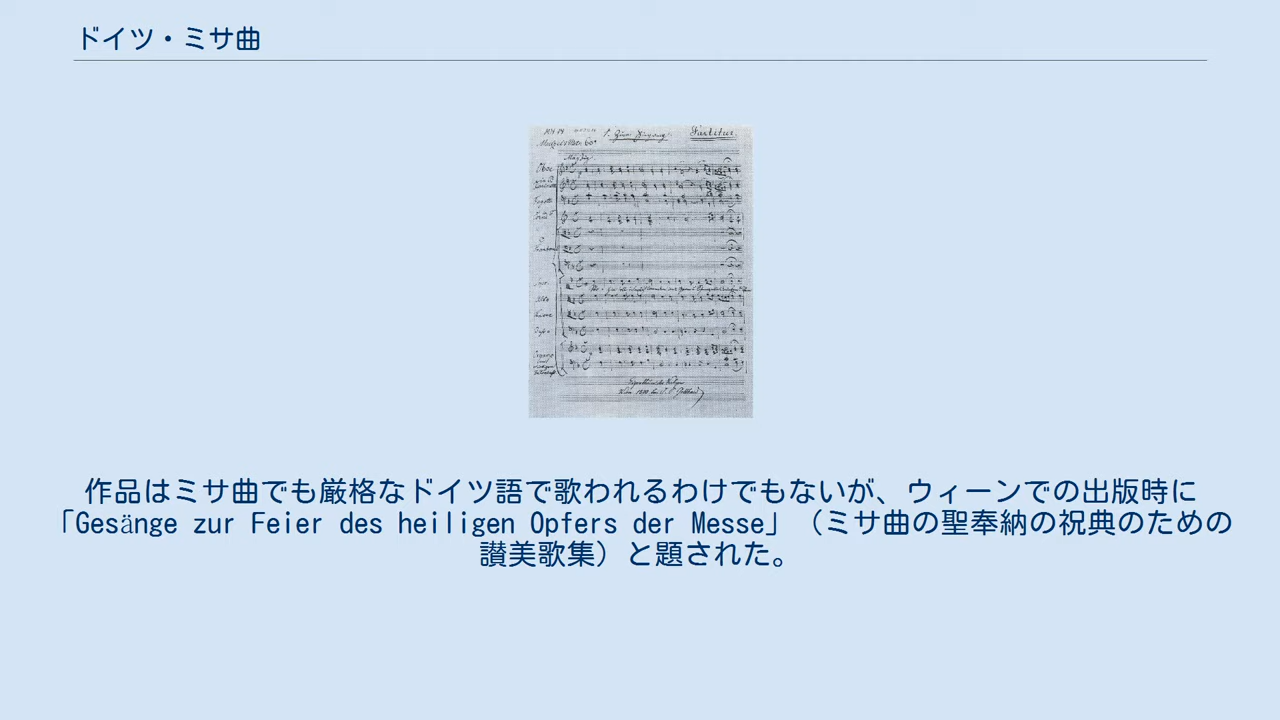 ドイツ・ミサ曲
Partitur.
Oboe
Fagotti
作品はミサ曲でも厳格なドイツ語で歌われるわけでもないが、ウィーンでの出版時に
「Gesänge zur Feier des heiligen Opfers der Messe」（ミサ曲の聖奉納の祝典のための
讃美歌集）と題された。